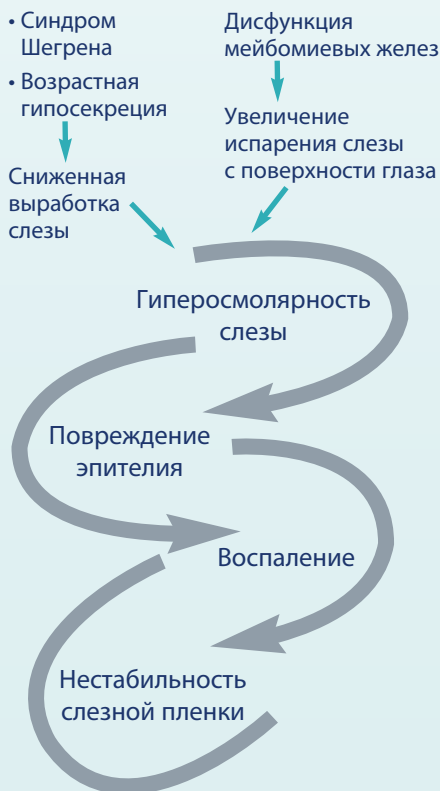 • Синдром
Шегрена
• Возрастная
гипосекреция
Сниженная
выработка
слезы
Дисфункция
мейбомиевых желез
Увеличение
испарения слезы
с поверхности глаза
Гиперосмолярность
слезы
Повреждение
эпителия
Воспаление
Нестабильность
слезной пленки